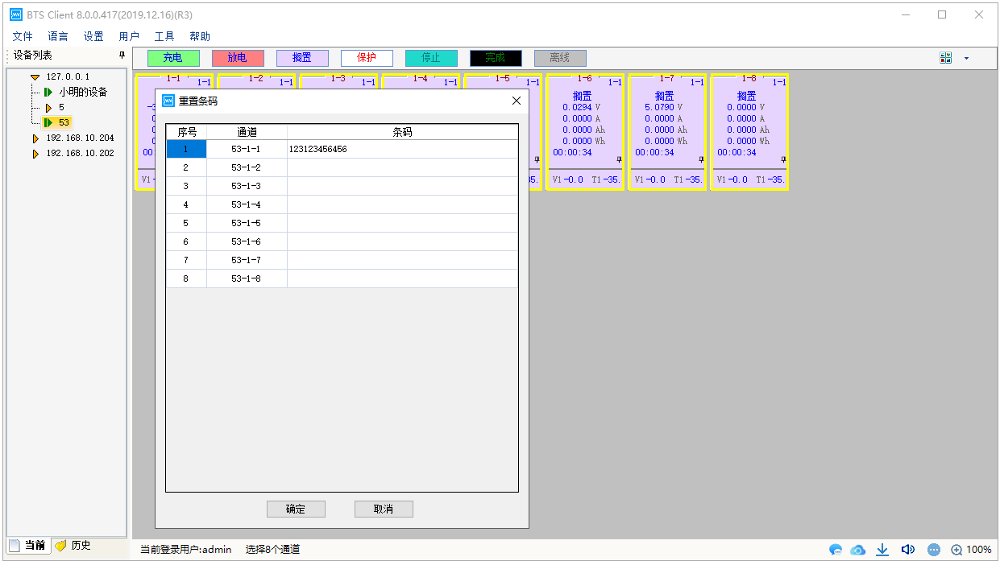 BTS Client 8.0.0.417(2019.12.16)(R3)
文件 语言 设置 用户 工具 帮助
设备列表
充电 放电 搁置 保护 停止 完成 离线
127.0.0.1
小明的设备
5
53
192.168.10.204
192.168.10.202
1-1 1-1 1-2 1-1 1-3 1-1 1-4 1-1 1-5 1-1 1-6 1-1 1-7 1-1 1-8 1-1
重置条码
序号 通道 条码
1 53-1-1 123123456456
2 53-1-2
3 53-1-3
4 53-1-4
5 53-1-5
6 53-1-6
7 53-1-7
8 53-1-8
确定 取消
搁置 搁置 搁置
0.0294 V 5.0790 V 0.0000 V
0.0000 A 0.0000 A 0.0000 A
0.0000 Ah 0.0000 Ah 0.0000 Ah
0.0000 Wh 0.0000 Wh 0.0000 Wh
00:00:34 00:00:34 00:00:34
V1-0.0 T1-35. V1-0.0 T1-35. V1-0.0 T1-35.
当前 历史
当前登录用户:admin 选择8个通道
100%